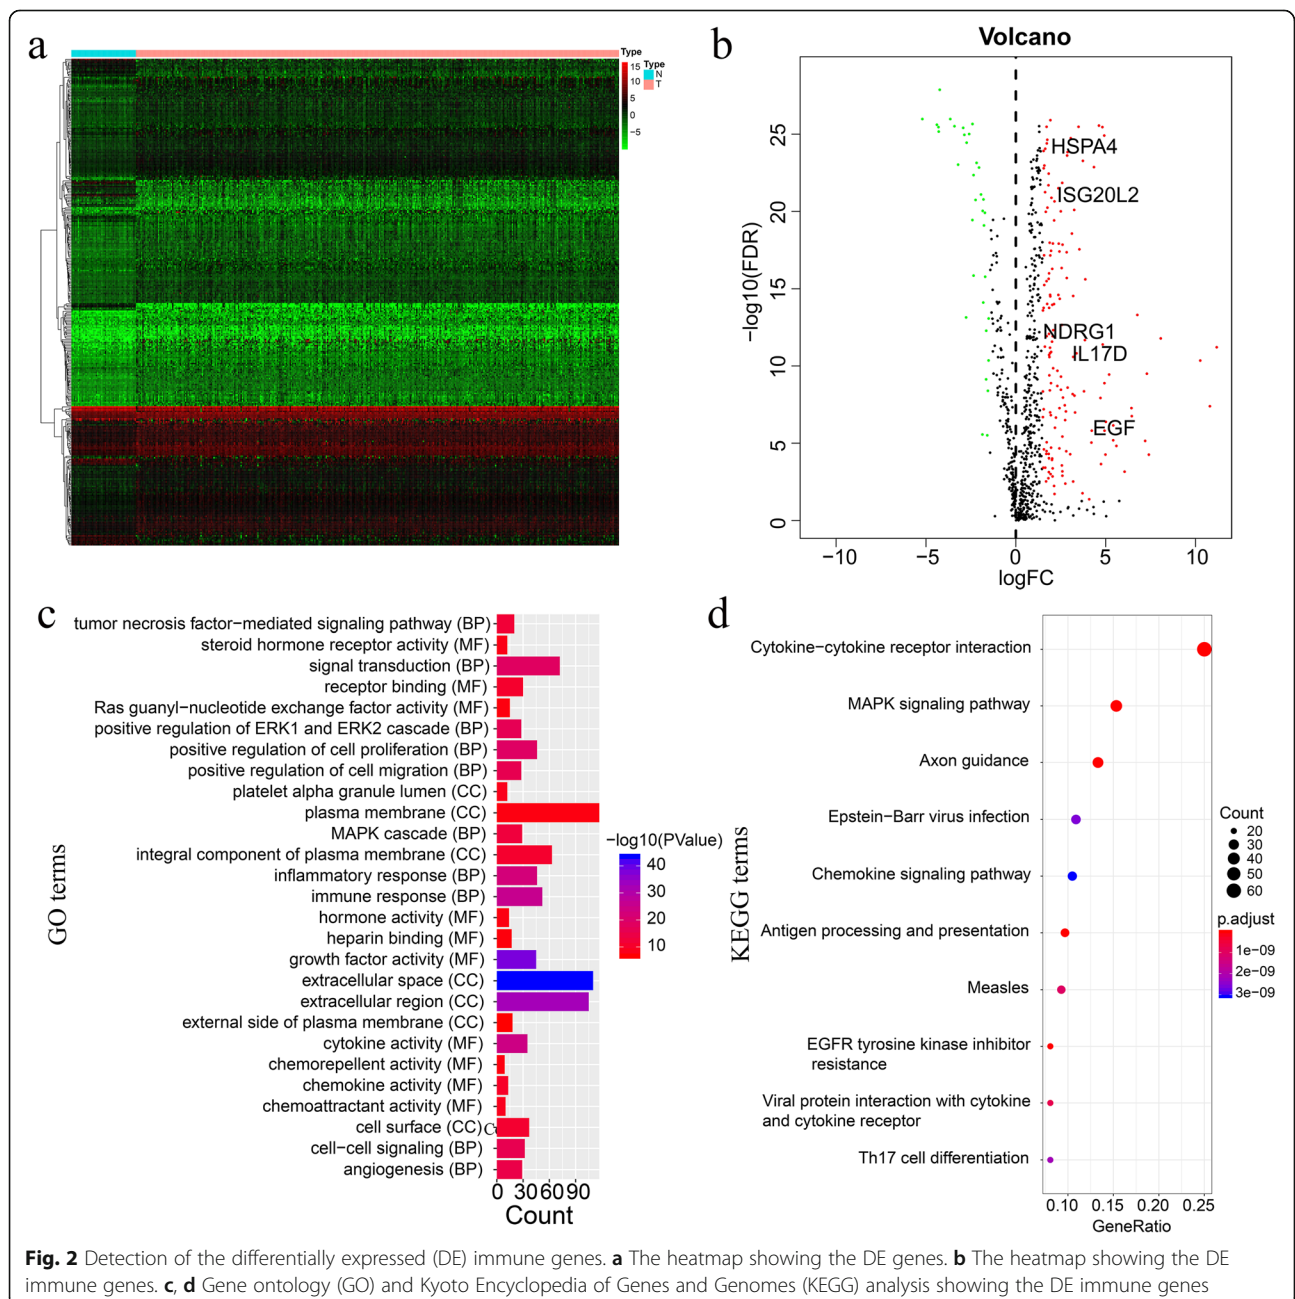 a
Type
15
10
5
0
−5
Type
N
T
b
Volcano
HSPA4
ISG20L2
NDRG1
IL17D
EGF
−log10(FDR)
25
20
15
10
5
0
−10 −5 0 5 10
logFC
c
GO terms
tumor necrosis factor−mediated signaling pathway (BP)
steroid hormone receptor activity (MF)
signal transduction (BP)
receptor binding (MF)
Ras guanyl−nucleotide exchange factor activity (MF)
positive regulation of ERK1 and ERK2 cascade (BP)
positive regulation of cell proliferation (BP)
positive regulation of cell migration (BP)
platelet alpha granule lumen (CC)
plasma membrane (CC)
MAPK cascade (BP)
integral component of plasma membrane (CC)
inflammatory response (BP)
immune response (BP)
hormone activity (MF)
heparin binding (MF)
growth factor activity (MF)
extracellular space (CC)
extracellular region (CC)
external side of plasma membrane (CC)
cytokine activity (MF)
chemorepellent activity (MF)
chemokine activity (MF)
chemoattractant activity (MF)
cell surface (CC)
cell−cell signaling (BP)
angiogenesis (BP)
0 30 60 90
Count
−log10(PValue)
40
30
20
10
d
KEGG terms
Cytokine−cytokine receptor interaction
MAPK signaling pathway
Axon guidance
Epstein−Barr virus infection
Chemokine signaling pathway
Antigen processing and presentation
Measles
EGFR tyrosine kinase inhibitor
resistance
Viral protein interaction with cytokine
and cytokine receptor
Th17 cell differentiation
0.10 0.15 0.20 0.25
GeneRatio
Count
20
30
40
50
60
p.adjust
1e−09
2e−09
3e−09
Fig. 2 Detection of the differentially expressed (DE) immune genes. a The heatmap showing the DE genes. b The heatmap showing the DE
immune genes. c, d Gene ontology (GO) and Kyoto Encyclopedia of Genes and Genomes (KEGG) analysis showing the DE immune genes